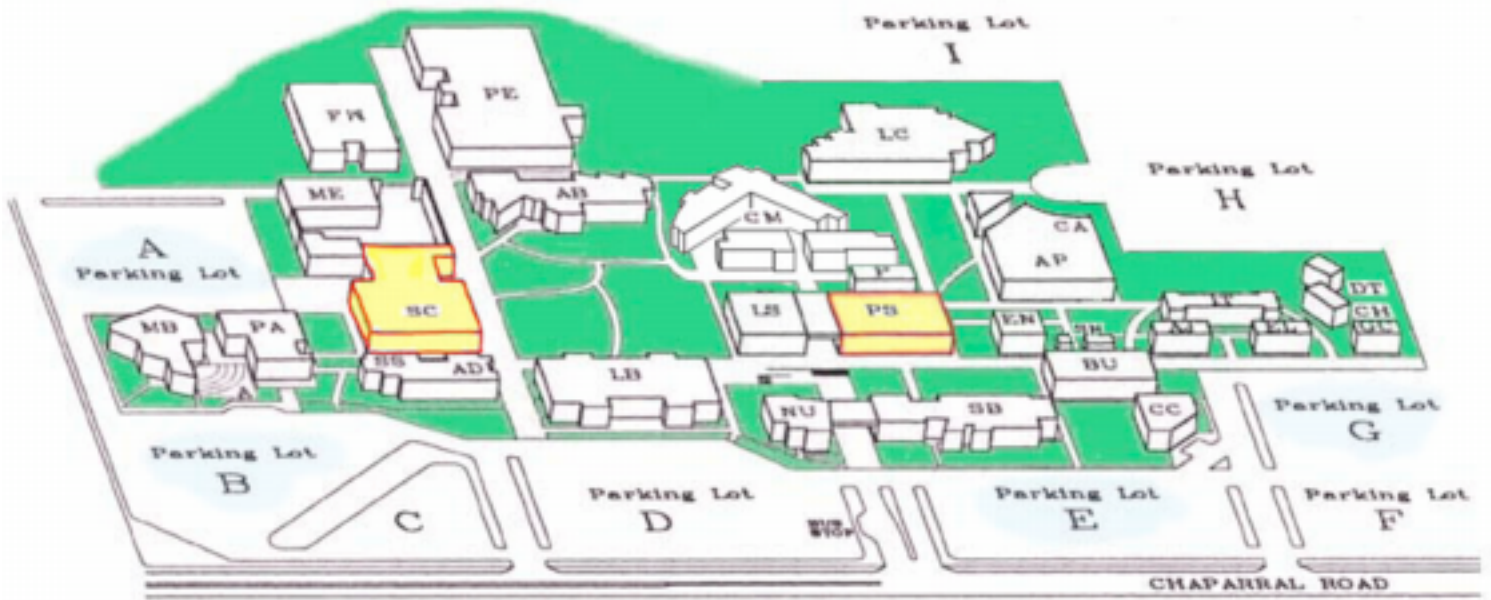 Parking Lot
I
PE
FW
LC
Parking Lot
H
ME
AB
CM
CA
AP
A
Parking Lot
P
SC
LS
PS
EN
DT
CH
MB
PA
SS
AD
LB
BU
A
NU
SB
CC
Parking Lot
G
Parking Lot
B
C
Parking Lot
D
BUS
STOP
Parking Lot
E
Parking Lot
F
CHAPARRAL ROAD